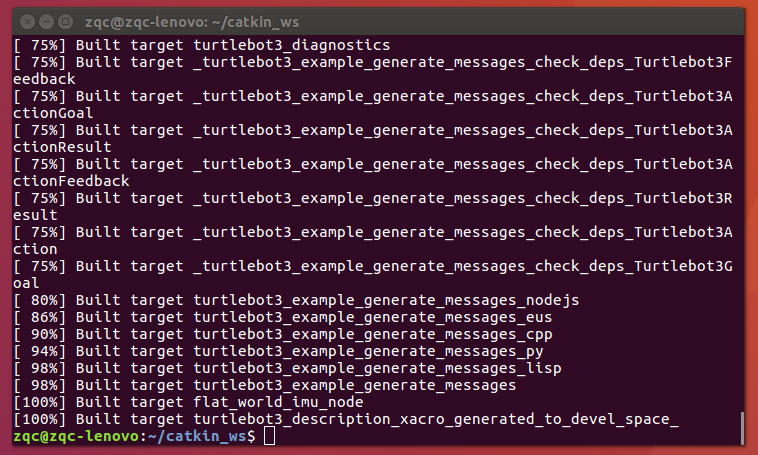 zqc@zqc-lenovo: ~/catkin_ws
[ 75%] Built target turtlebot3_diagnostics
[ 75%] Built target _turtlebot3_example_generate_messages_check_deps_Turtlebot3F
eedback
[ 75%] Built target _turtlebot3_example_generate_messages_check_deps_Turtlebot3A
ctionGoal
[ 75%] Built target _turtlebot3_example_generate_messages_check_deps_Turtlebot3A
ctionResult
[ 75%] Built target _turtlebot3_example_generate_messages_check_deps_Turtlebot3A
ctionFeedback
[ 75%] Built target _turtlebot3_example_generate_messages_check_deps_Turtlebot3R
esult
[ 75%] Built target _turtlebot3_example_generate_messages_check_deps_Turtlebot3A
ction
[ 75%] Built target _turtlebot3_example_generate_messages_check_deps_Turtlebot3G
oal
[ 80%] Built target turtlebot3_example_generate_messages_nodejs
[ 86%] Built target turtlebot3_example_generate_messages_eus
[ 90%] Built target turtlebot3_example_generate_messages_cpp
[ 94%] Built target turtlebot3_example_generate_messages_py
[ 98%] Built target turtlebot3_example_generate_messages_lisp
[ 98%] Built target turtlebot3_example_generate_messages
[100%] Built target flat_world_imu_node
[100%] Built target turtlebot3_description_xacro_generated_to_devel_space_
zqc@zqc-lenovo:~/catkin_ws$